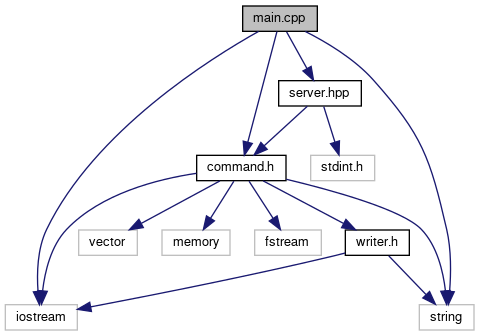 main.cpp
server.hpp
command.h
stdint.h
vector
memory
fstream
writer.h
iostream
string